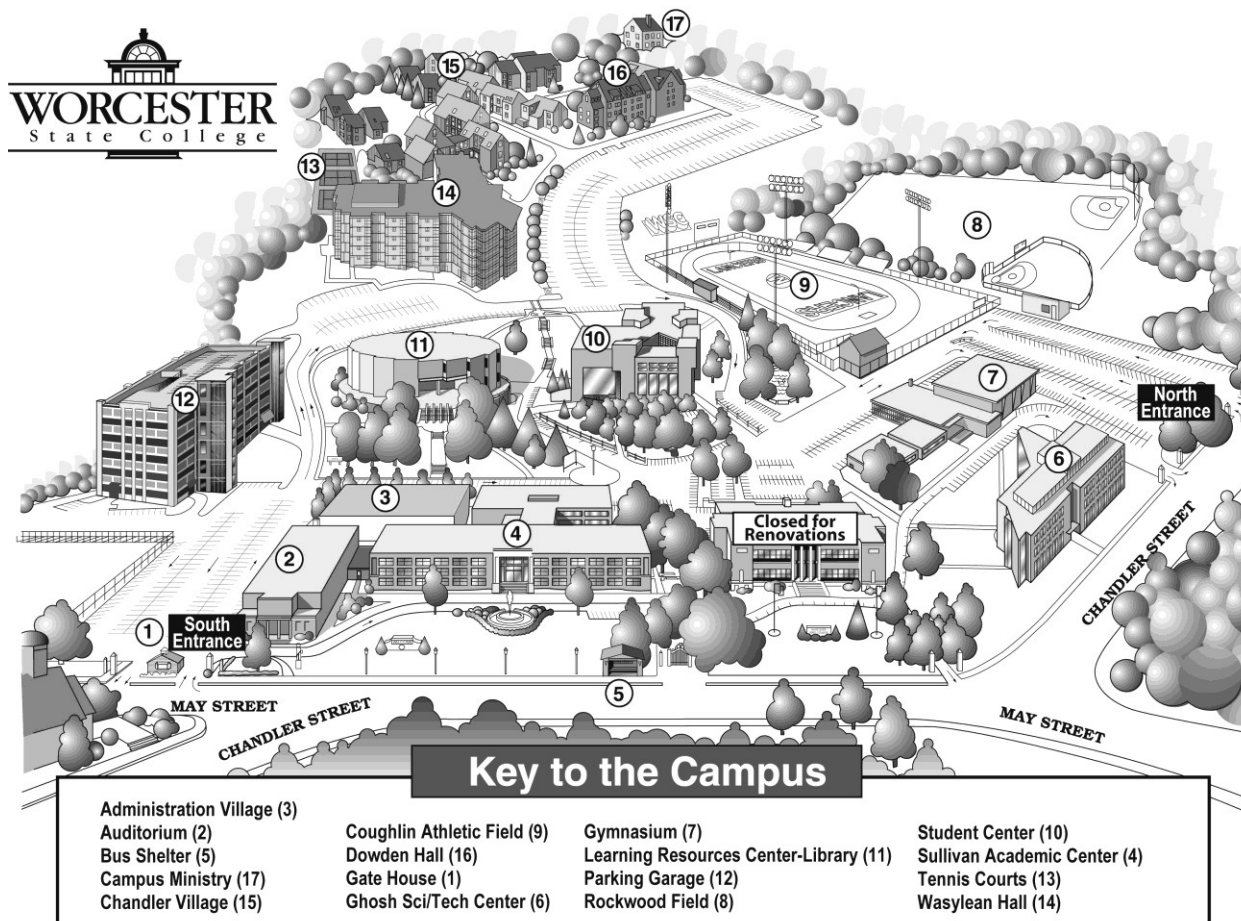 WORCESTER
State College
17
15
16
13
14
8
9
11
10
12
7
North
Entrance
6
3
Closed for
Renovations
4
2
CHANDLER STREET
1
South
Entrance
5
MAY STREET
CHANDLER STREET
MAY STREET
Key to the Campus
Administration Village (3)
Auditorium (2)
Bus Shelter (5)
Campus Ministry (17)
Chandler Village (15)
Coughlin Athletic Field (9)
Dowden Hall (16)
Gate House (1)
Ghosh Sci/Tech Center (6)
Gymnasium (7)
Learning Resources Center-Library (11)
Parking Garage (12)
Rockwood Field (8)
Student Center (10)
Sullivan Academic Center (4)
Tennis Courts (13)
Wasylean Hall (14)